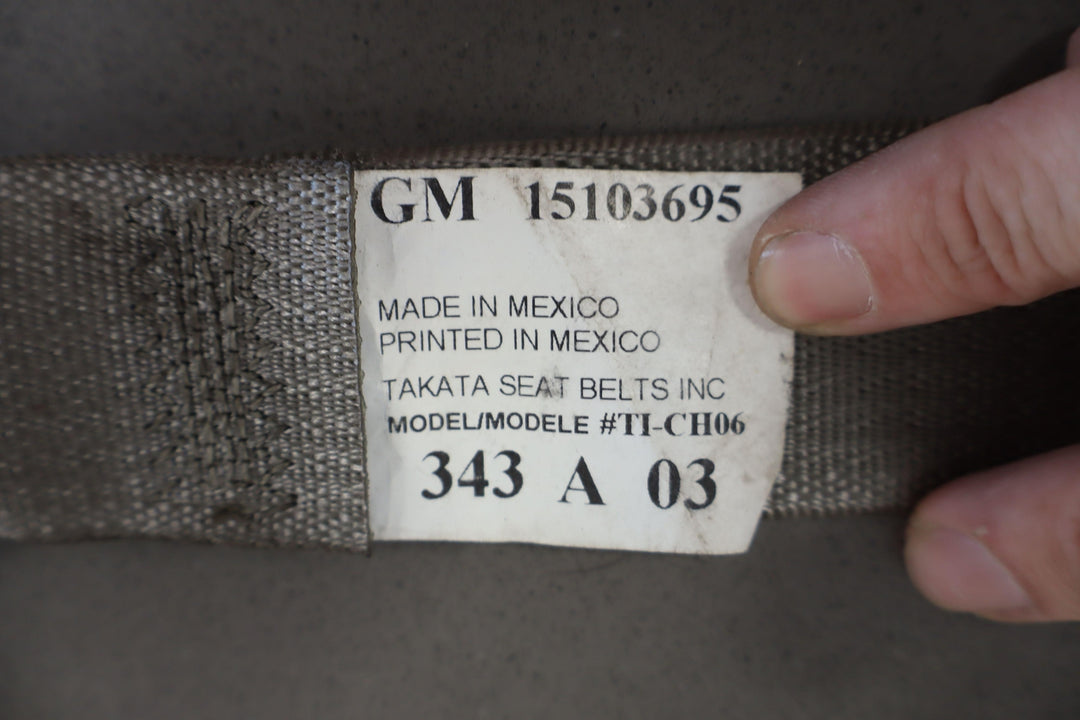 GM 15103695
MADE IN MEXICO
PRINTED IN MEXICO
TAKATA SEAT BELTS INC
MODEL/MODELE #TI-CH06
343 A 03